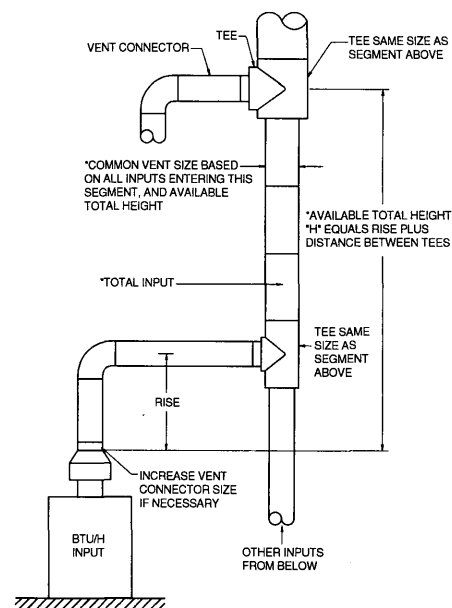 TEE
VENT CONNECTOR
TEE SAME SIZE AS
SEGMENT ABOVE
*COMMON VENT SIZE BASED
ON ALL INPUTS ENTERING THIS
SEGMENT, AND AVAILABLE
TOTAL HEIGHT
*AVAILABLE TOTAL HEIGHT
"H" EQUALS RISE PLUS
DISTANCE BETWEEN TEES
*TOTAL INPUT
TEE SAME
SIZE AS
SEGMENT
ABOVE
RISE
INCREASE VENT
CONNECTOR SIZE
IF NECESSARY
BTU/H
INPUT
OTHER INPUTS
FROM BELOW